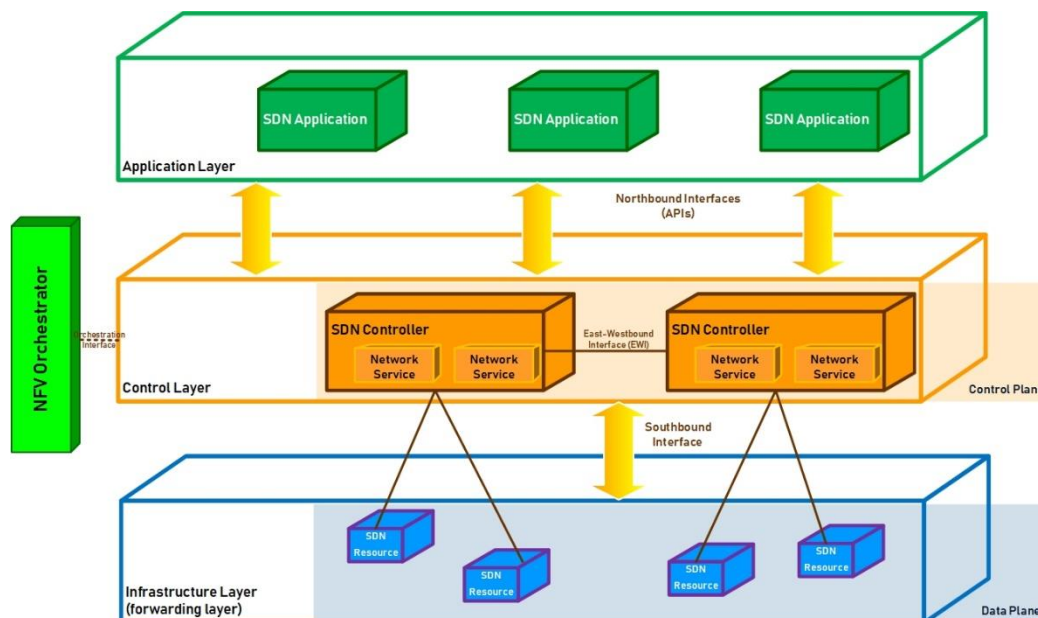 SDN Application
SDN Application
SDN Application
Application Layer
Northbound Interfaces
(APIs)
NFV Orchestrator
Orchestration
Interface
SDN Controller
Network
Service
Network
Service
East-Westbound
Interface (EWI)
SDN Controller
Network
Service
Network
Service
Control Layer
Control Plan
Southbound
Interface
SDN
Resource
SDN
Resource
SDN
Resource
SDN
Resource
Infrastructure Layer
(forwarding layer)
Data Plane